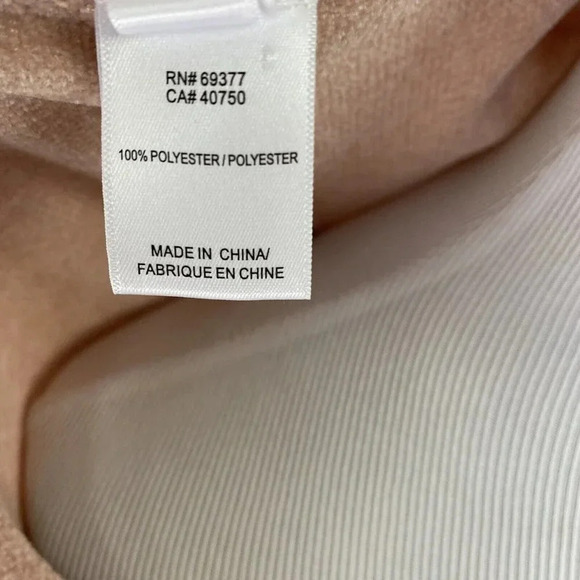 RN# 69377
CA# 40750
100% POLYESTER / POLYESTER
MADE IN CHINA/
FABRIQUE EN CHINE